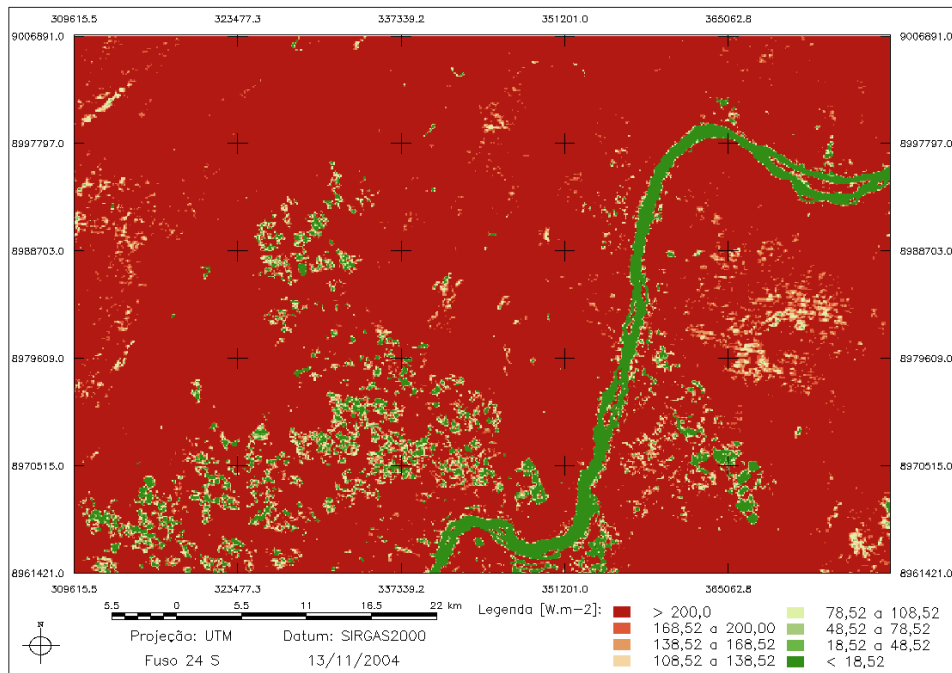 309615.5 323477.3 337339.2 351201.0 365062.8
9006891.0 9006891.0
8997797.0 8997797.0
8988703.0 8988703.0
8979609.0 8979609.0
8970515.0 8970515.0
8961421.0 8961421.0
309615.5 323477.3 337339.2 351201.0 365062.8
5.5 0 5.5 11 16.5 22 km
Projeção: UTM Datum: SIRGAS2000
Fuso 24 S 13/11/2004
N
Legenda [W.m-2]:
> 200,0
168,52 a 200,00
138,52 a 168,52
108,52 a 138,52
78,52 a 108,52
48,52 a 78,52
18,52 a 48,52
< 18,52